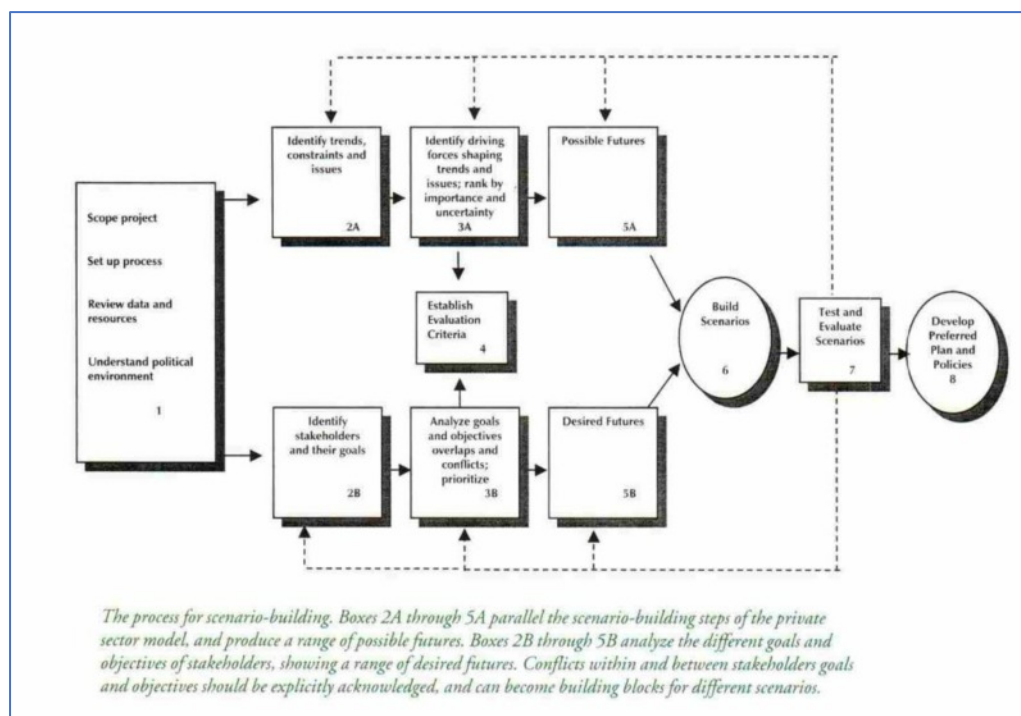 Identify trends,
constraints and
issues
2A
Identify driving
forces shaping
trends and
issues; rank by
importance and
uncertainty
3A
Possible Futures
5A
Scope project
Set up process
Review data and
resources
Understand political
environment
1
Establish
Evaluation
Criteria
4
Build
Scenarios
6
Test and
Evaluate
Scenarios
7
Develop
Preferred
Plan and
Policies
8
Identify
stakeholders
and their goals
2B
Analyze goals
and objectives
overlaps and
conflicts;
prioritize
3B
Desired Futures
5B
The process for scenario-building. Boxes 2A through 5A parallel the scenario-building steps of the private
sector model, and produce a range of possible futures. Boxes 2B through 5B analyze the different goals and
objectives of stakeholders, showing a range of desired futures. Conflicts within and between stakeholders goals
and objectives should be explicitly acknowledged, and can become building blocks for different scenarios.